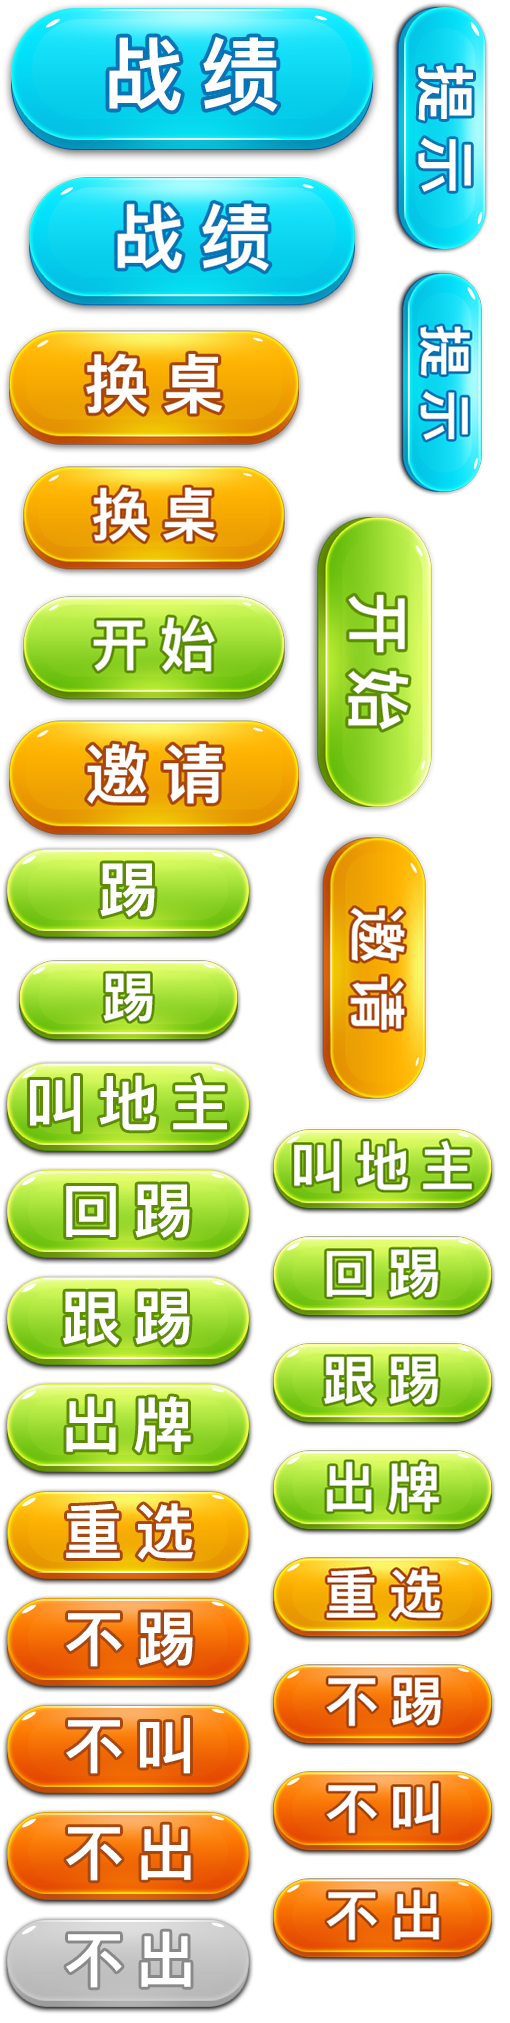 战绩
提示
战绩
提示
换桌
换桌
开始
开始
邀请
踢
邀请
踢
叫地主
叫地主
回踢
回踢
跟踢
跟踢
出牌
出牌
重选
重选
不踢
不踢
不叫
不叫
不出
不出
不出